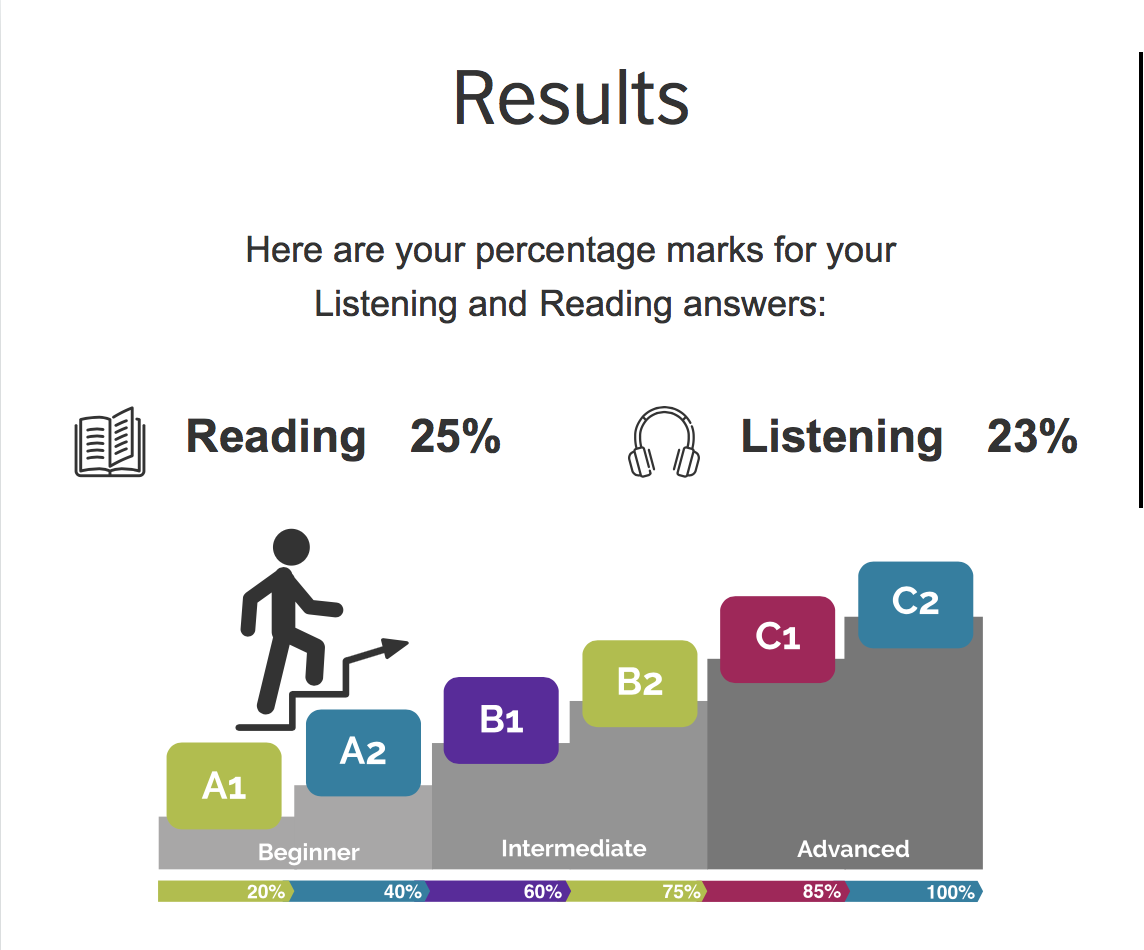 Results
Here are your percentage marks for your
Listening and Reading answers:
Reading 25%
Listening 23%
C2
C1
B2
B1
A2
A1
Beginner
Intermediate
Advanced
20% 40% 60% 75% 85% 100%